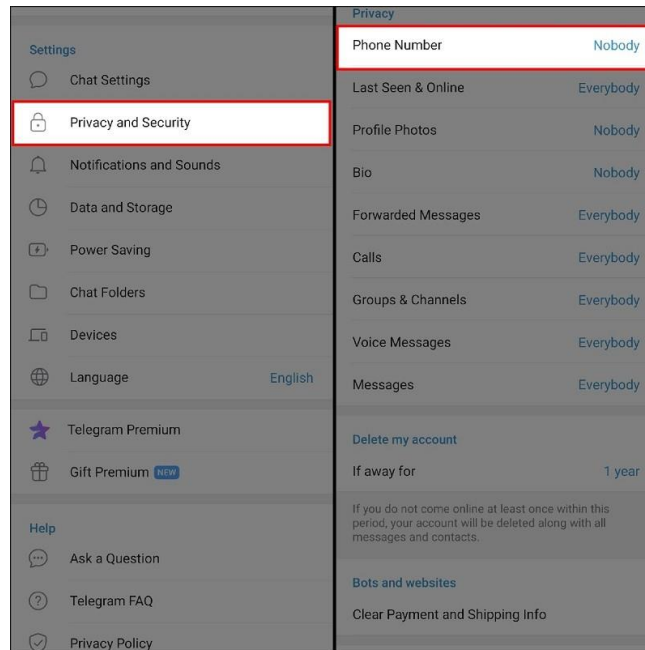 Settings
Chat Settings
Privacy and Security
Notifications and Sounds
Data and Storage
Power Saving
Chat Folders
Devices
Language English
Telegram Premium
Gift Premium NEW
Help
Ask a Question
Telegram FAQ
Privacy Policy
Privacy
Phone Number Nobody
Last Seen & Online Everybody
Profile Photos Nobody
Bio Nobody
Forwarded Messages Everybody
Calls Everybody
Groups & Channels Everybody
Voice Messages Everybody
Messages Everybody
Delete my account
If away for 1 year
If you do not come online at least once within this
period, your account will be deleted along with all
messages and contacts.
Bots and websites
Clear Payment and Shipping Info